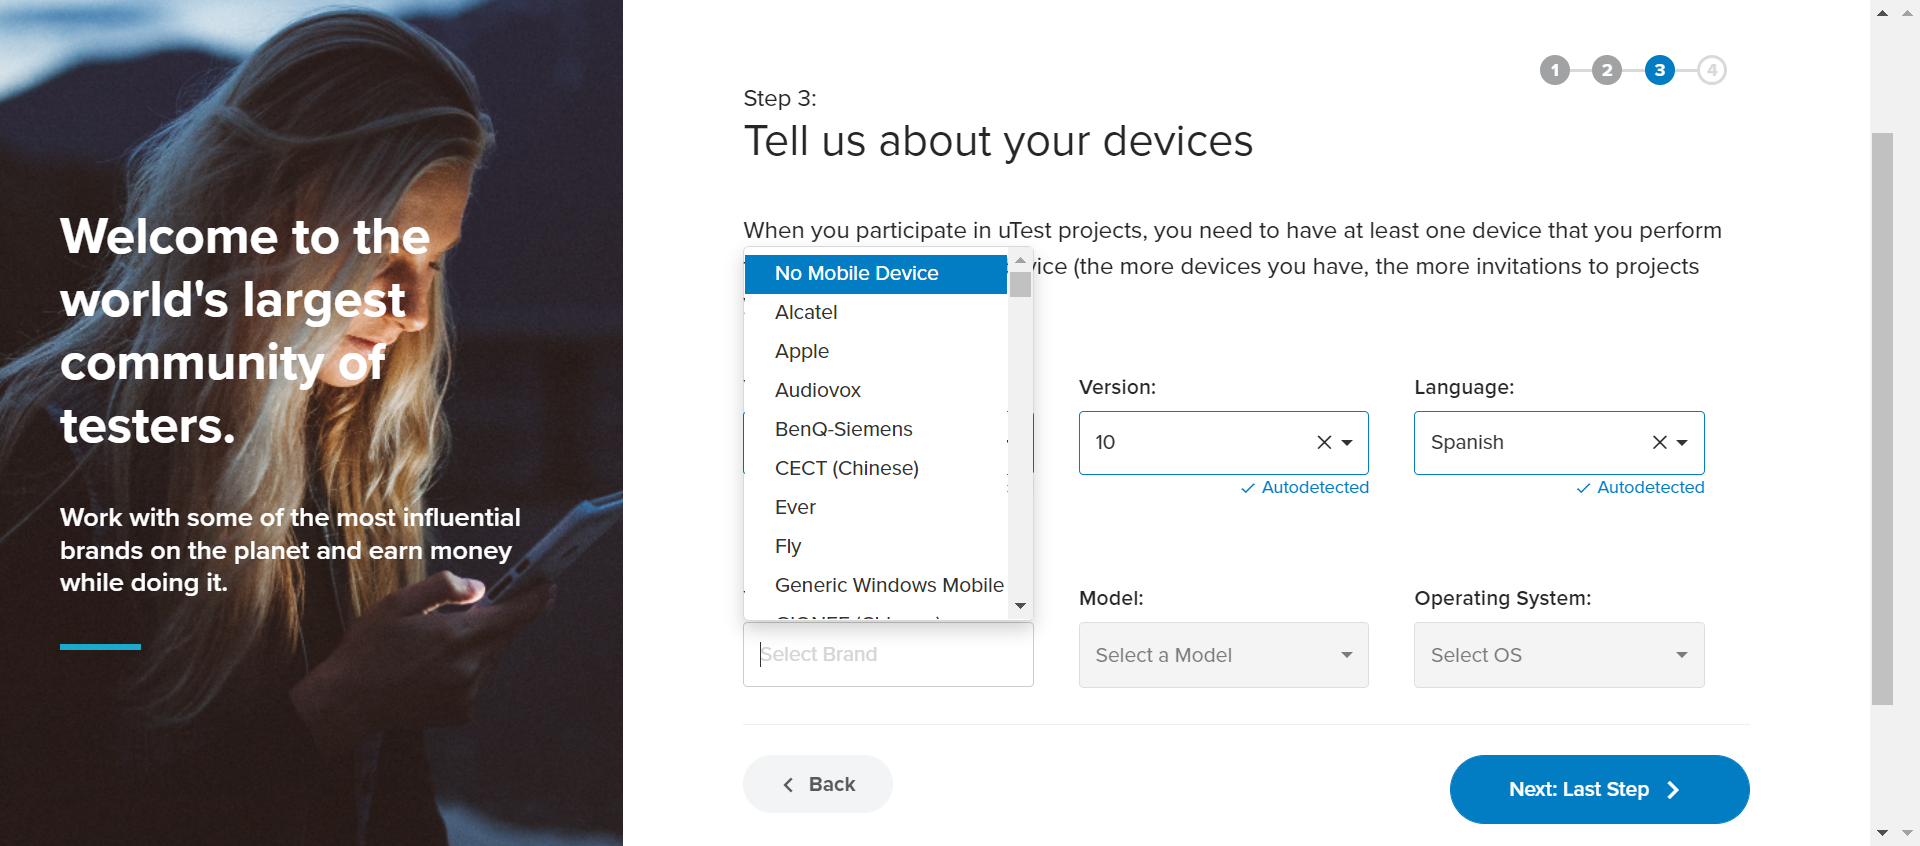 Welcome to the
world's largest
community of
testers.
Work with some of the most influential
brands on the planet and earn money
while doing it.
1 2 3 4
Step 3:
Tell us about your devices
When you participate in uTest projects, you need to have at least one device that you perform
(the more devices you have, the more invitations to projects
No Mobile Device
Alcatel
Apple
Audiovox
BenQ-Siemens
CECT (Chinese)
Ever
Fly
Generic Windows Mobile
Version:
10
Autodetected
Language:
Spanish
Autodetected
Select Brand
Model:
Select a Model
Operating System:
Select OS
Back
Next: Last Step